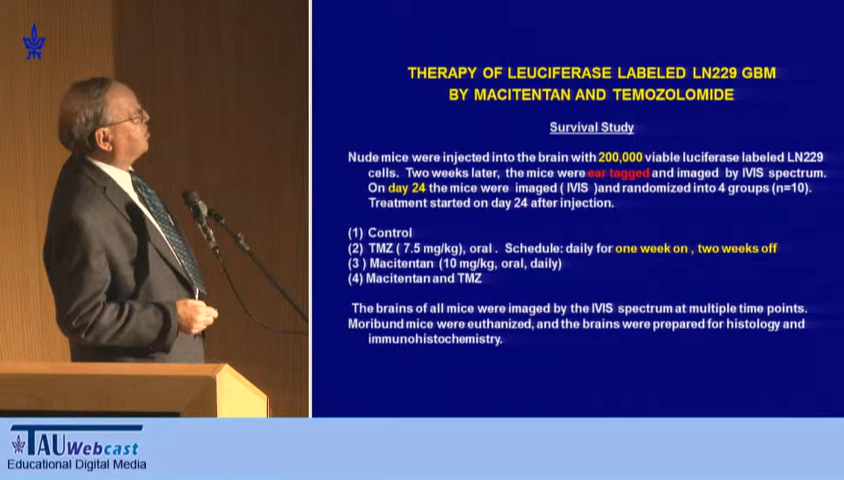 THERAPY OF LEUCIFERASE LABELED LN229 GBM
BY MACITENTAN AND TEMOZOLOMIDE
Survival Study
Nude mice were injected into the brain with 200,000 viable luciferase labeled LN229
cells. Two weeks later, the mice were ear tagged and imaged by IVIS spectrum.
On day 24 the mice were imaged ( IVIS )and randomized into 4 groups (n=10).
Treatment started on day 24 after injection.
(1) Control
(2) TMZ ( 7.5 mg/kg), oral . Schedule: daily for one week on , two weeks off
(3 ) Macitentan (10 mg/kg, oral, daily)
(4) Macitentan and TMZ
The brains of all mice were imaged by the IVIS spectrum at multiple time points.
Moribund mice were euthanized, and the brains were prepared for histology and
immunohistochemistry.
TAU Webcast
Educational Digital Media